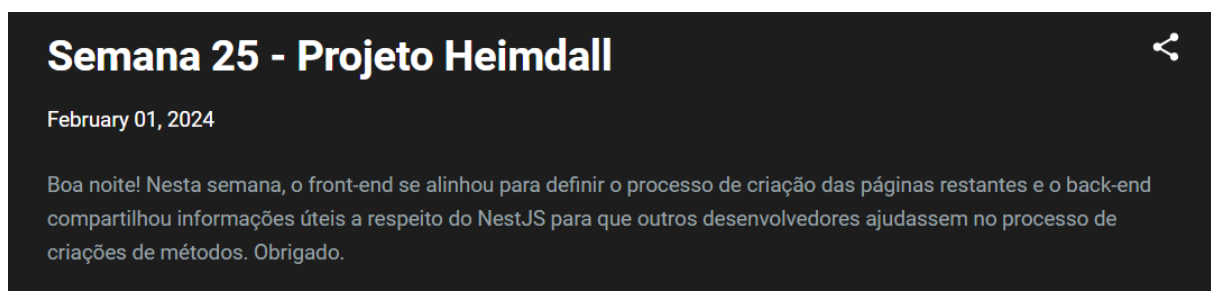 Semana 25 - Projeto Heimdall
February 01, 2024
Boa noite! Nesta semana, o front-end se alinhou para definir o processo de criação das páginas restantes e o back-end
compartilhou informações úteis a respeito do NestJS para que outros desenvolvedores ajudassem no processo de
criações de métodos. Obrigado.